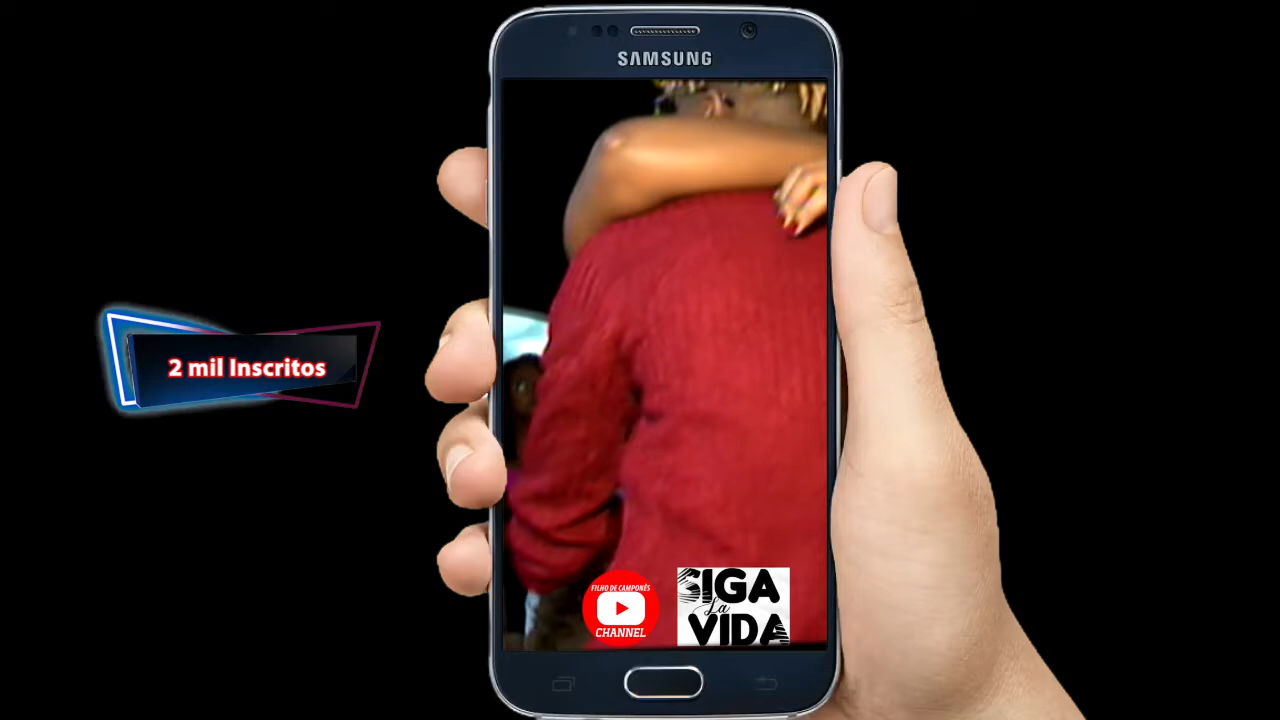 SAMSUNG
2 mil Inscritos
FILHO DE CAMPONÊS
CHANNEL
SIGA
La
VIDA